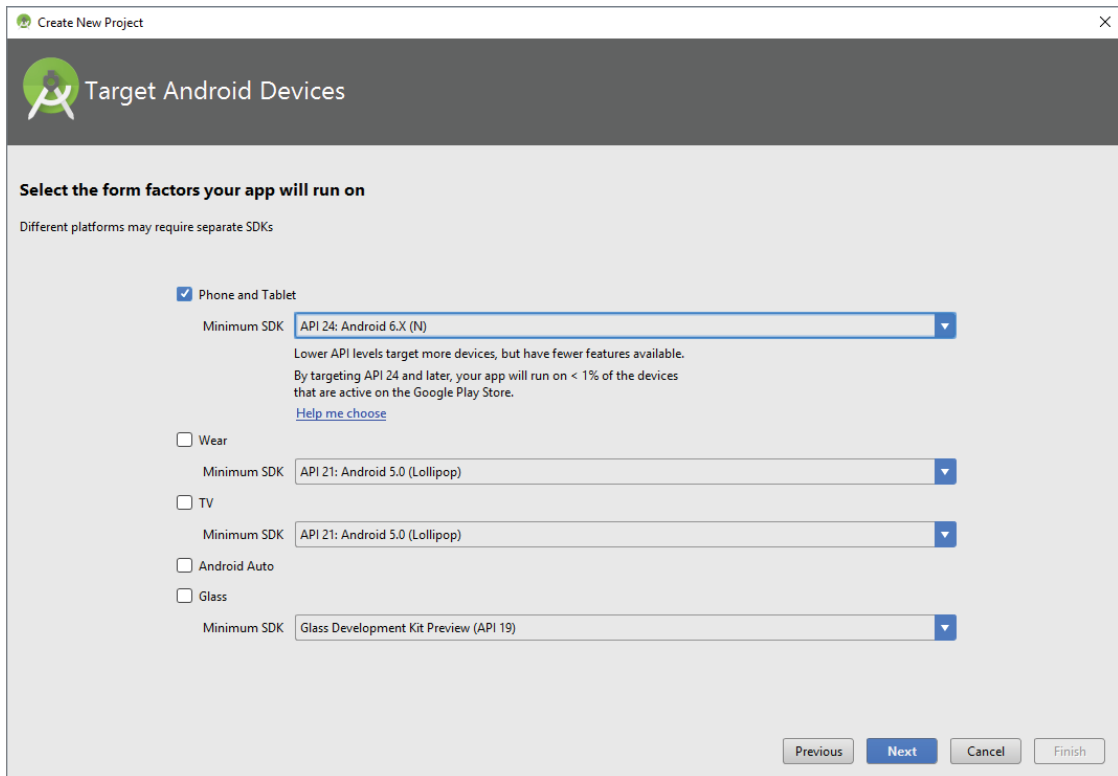 Create New Project
Target Android Devices
Select the form factors your app will run on
Different platforms may require separate SDKs
Phone and Tablet
Minimum SDK API 24: Android 6.X (N)
Lower API levels target more devices, but have fewer features available.
By targeting API 24 and later, your app will run on < 1% of the devices
that are active on the Google Play Store.
Help me choose
Wear
Minimum SDK API 21: Android 5.0 (Lollipop)
TV
Minimum SDK API 21: Android 5.0 (Lollipop)
Android Auto
Glass
Minimum SDK Glass Development Kit Preview (API 19)
Previous Next Cancel Finish